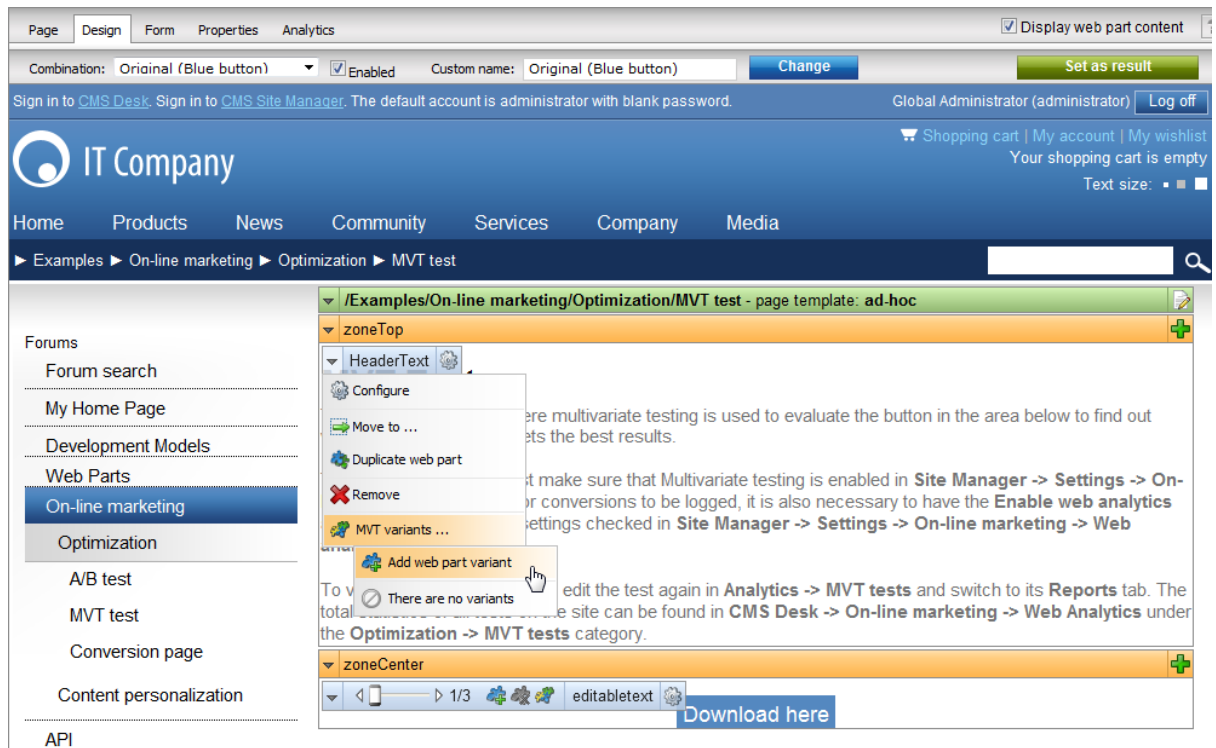 Page Design Form Properties Analytics Display web part content
Combination: Original (Blue button) Enabled Custom name: Original (Blue button) Change Set as result
Sign in to CMS Desk. Sign in to CMS Site Manager. The default account is administrator with blank password. Global Administrator (administrator) Log off
Shopping cart | My account | My wishlist
IT Company
Your shopping cart is empty
Text size:
Home Products News Community Services Company Media
► Examples ► On-line marketing ► Optimization ► MVT test
/Examples/On-line marketing/Optimization/MVT test - page template: ad-hoc
zoneTop
Forums
Forum search
My Home Page
Development Models
Web Parts
On-line marketing
Optimization
A/B test
MVT test
Conversion page
Content personalization
API
HeaderText
Configure
Move to ...
Duplicate web part
Remove
MVT variants ...
Add web part variant
There are no variants
ere multivariate testing is used to evaluate the button in the area below to find out
ets the best results.
st make sure that Multivariate testing is enabled in Site Manager -> Settings -> On-
or conversions to be logged, it is also necessary to have the Enable web analytics
settings checked in Site Manager -> Settings -> On-line marketing -> Web
To v edit the test again in Analytics -> MVT tests and switch to its Reports tab. The
total site can be found in CMS Desk -> On-line marketing -> Web Analytics under
the Optimization -> MVT tests category.
zoneCenter
1/3 editabletext
Download here